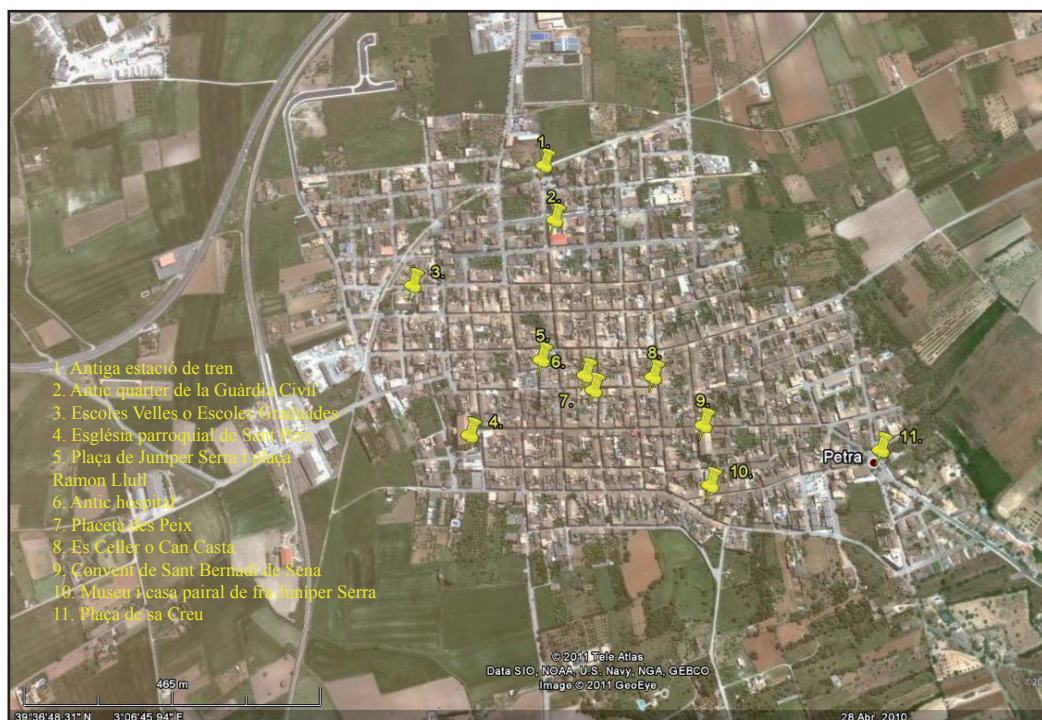 1.
2.
3.
5.
6.
8.
7.
9.
4.
11.
Petra
10.
1. Antiga estació de tren
2. Antic quarter de la Guàrdia Civil
3. Escoles Velles o Escoles Graduddes
4. Església parroquial de Sant Pere
5. Plaça de Juníper Serra i plaça
Ramon Llull
6. Antic hospital
7. Placeta des Peix
8. Es Celler o Can Casta
9. Convent de Sant Bernadí de Sena
10. Museu i casa pairal de fra Juníper Serra
11. Plaça de sa Creu
© 2011 Tele Atlas
Data SIO, NOAA, U.S. Navy, NGA, GEBCO
Image © 2011 GeoEye
©20
465 m
39°36'48.31" N 3°06'45.94" E
28 Abr, 2010